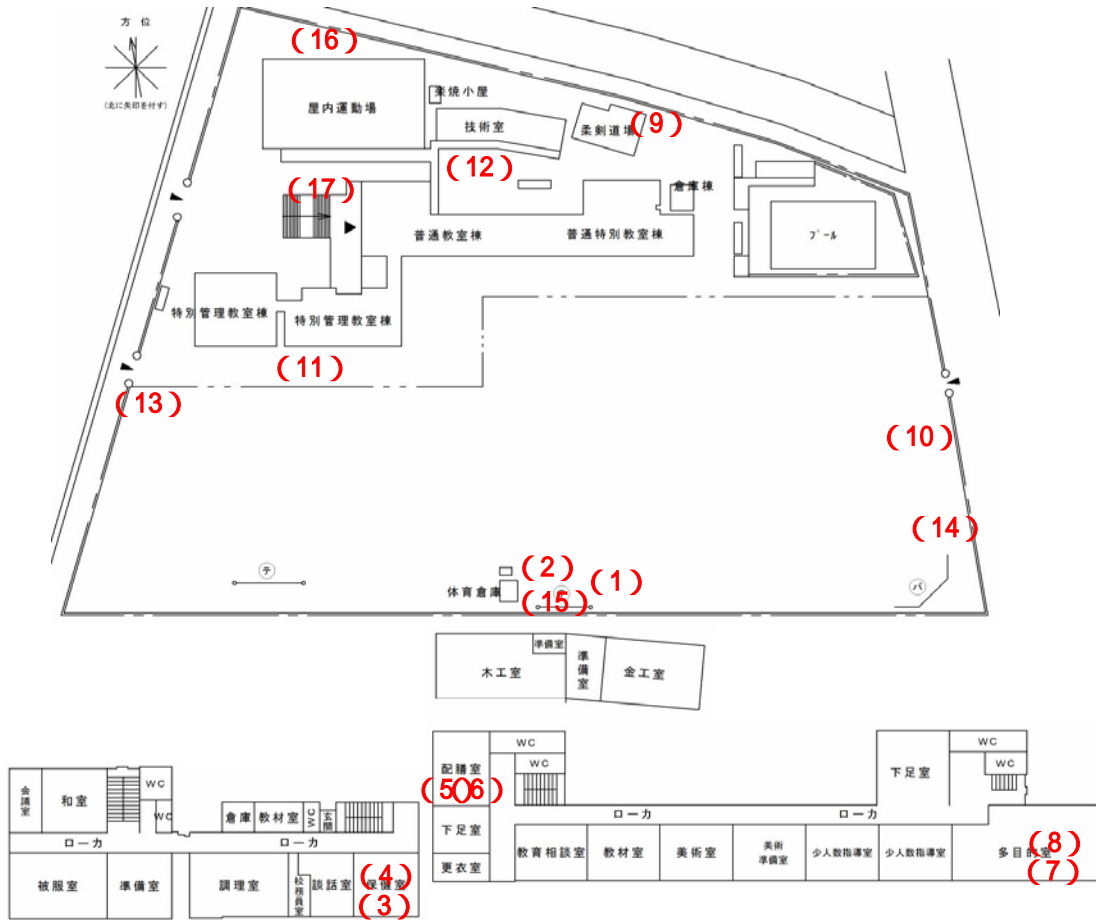 方位
(北に矢印を付す)
(16)
楽焼小屋
屋内運動場
技術室
柔剣道場
(9)
(12)
(17)
倉庫棟
普通教室棟
普通特別教室棟
プール
特別管理教室棟
特別管理教室棟
(11)
(13)
(10)
(14)
テ
(2)
(1)
体育倉庫
(15)
バ
木工室
準備室
準備室
金工室
会議室
和室
WC
WC
倉庫
教材室
WC
玄関
ローカ
ローカ
被服室
準備室
調理室
校務員室
談話室
保健室
(4)
(3)
配膳室
(5)
(6)
WC
WC
下足室
WC
WC
下足室
ローカ
ローカ
更衣室
教育相談室
教材室
美術室
美術準備室
少人数指導室
少人数指導室
多目的室
(8)
(7)